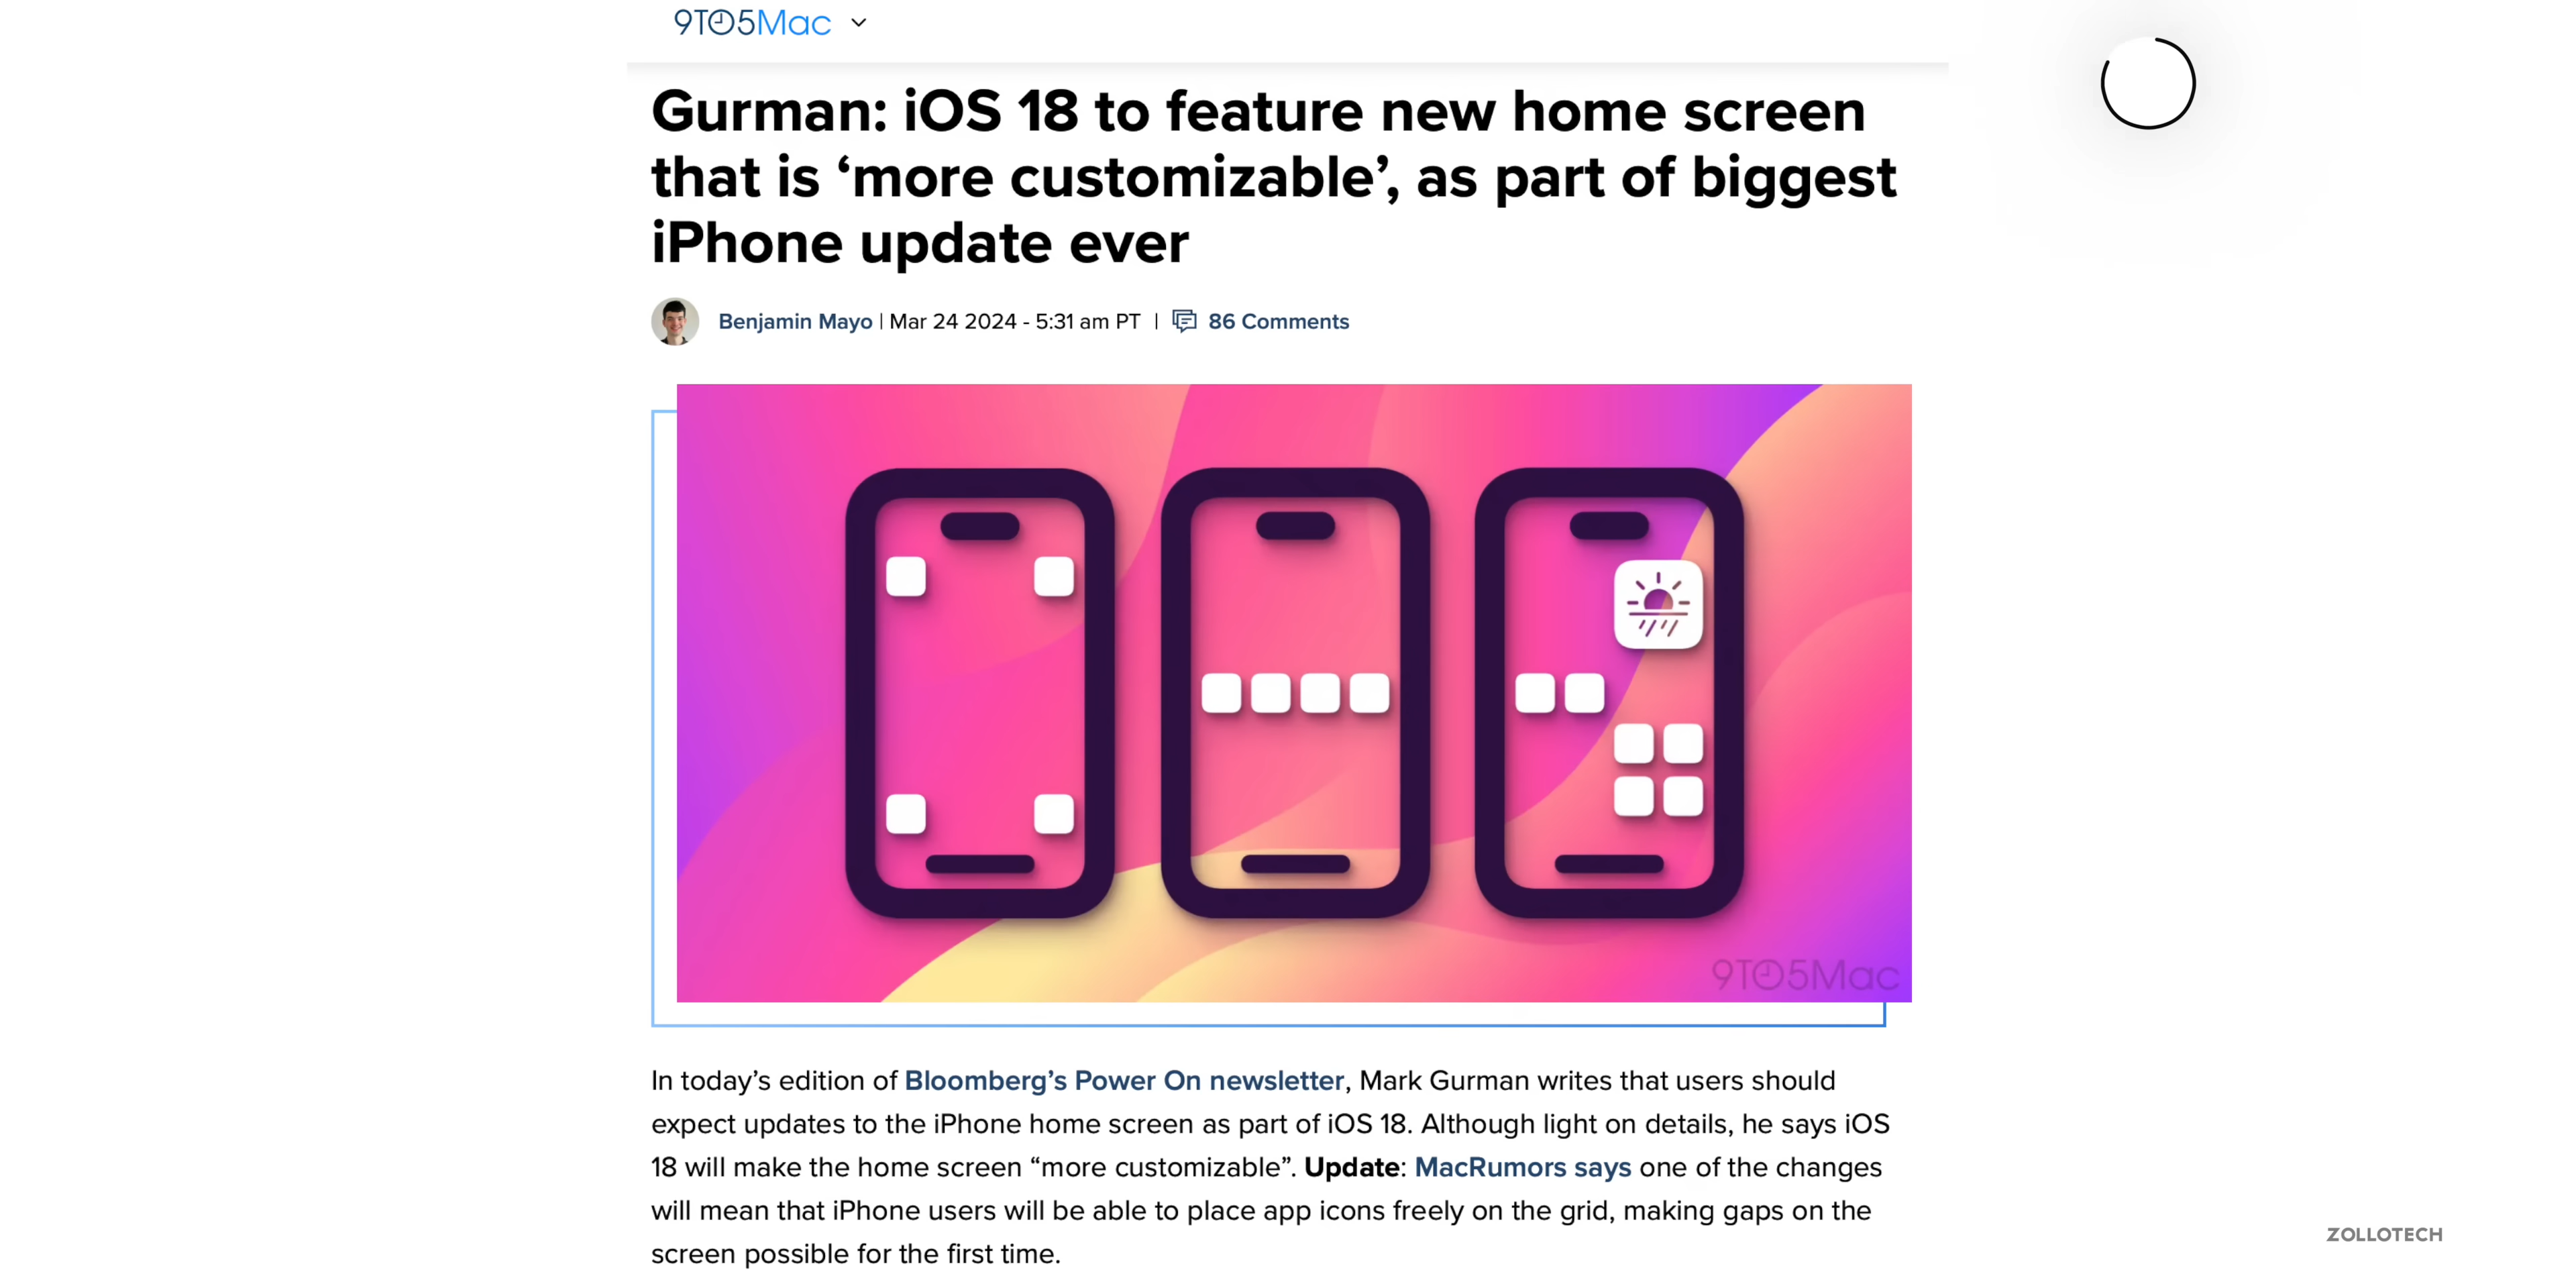 9TO5Mac
Gurman: iOS 18 to feature new home screen
that is ‘more customizable’, as part of biggest
iPhone update ever
Benjamin Mayo | Mar 24 2024 - 5:31 am PT | 86 Comments
9TO5Mac
In today’s edition of Bloomberg’s Power On newsletter, Mark Gurman writes that users should
expect updates to the iPhone home screen as part of iOS 18. Although light on details, he says iOS
18 will make the home screen “more customizable”. Update: MacRumors says one of the changes
will mean that iPhone users will be able to place app icons freely on the grid, making gaps on the
screen possible for the first time.
ZOLLOTECH